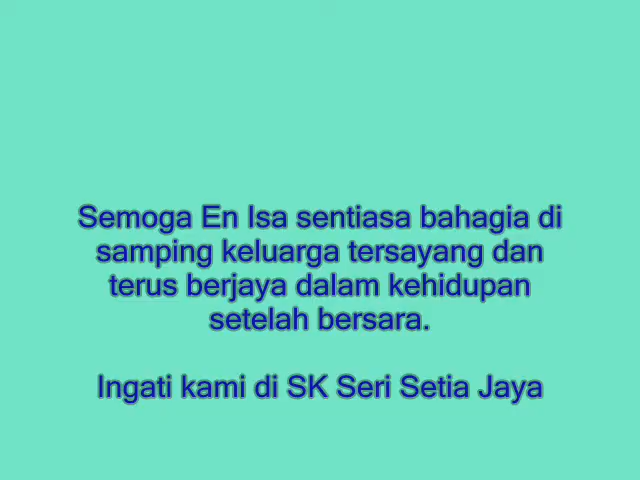 Semoga En Isa sentiasa bahagia di
samping keluarga tersayang dan
terus berjaya dalam kehidupan
setelah bersara.
Ingati kami di SK Seri Setia Jaya